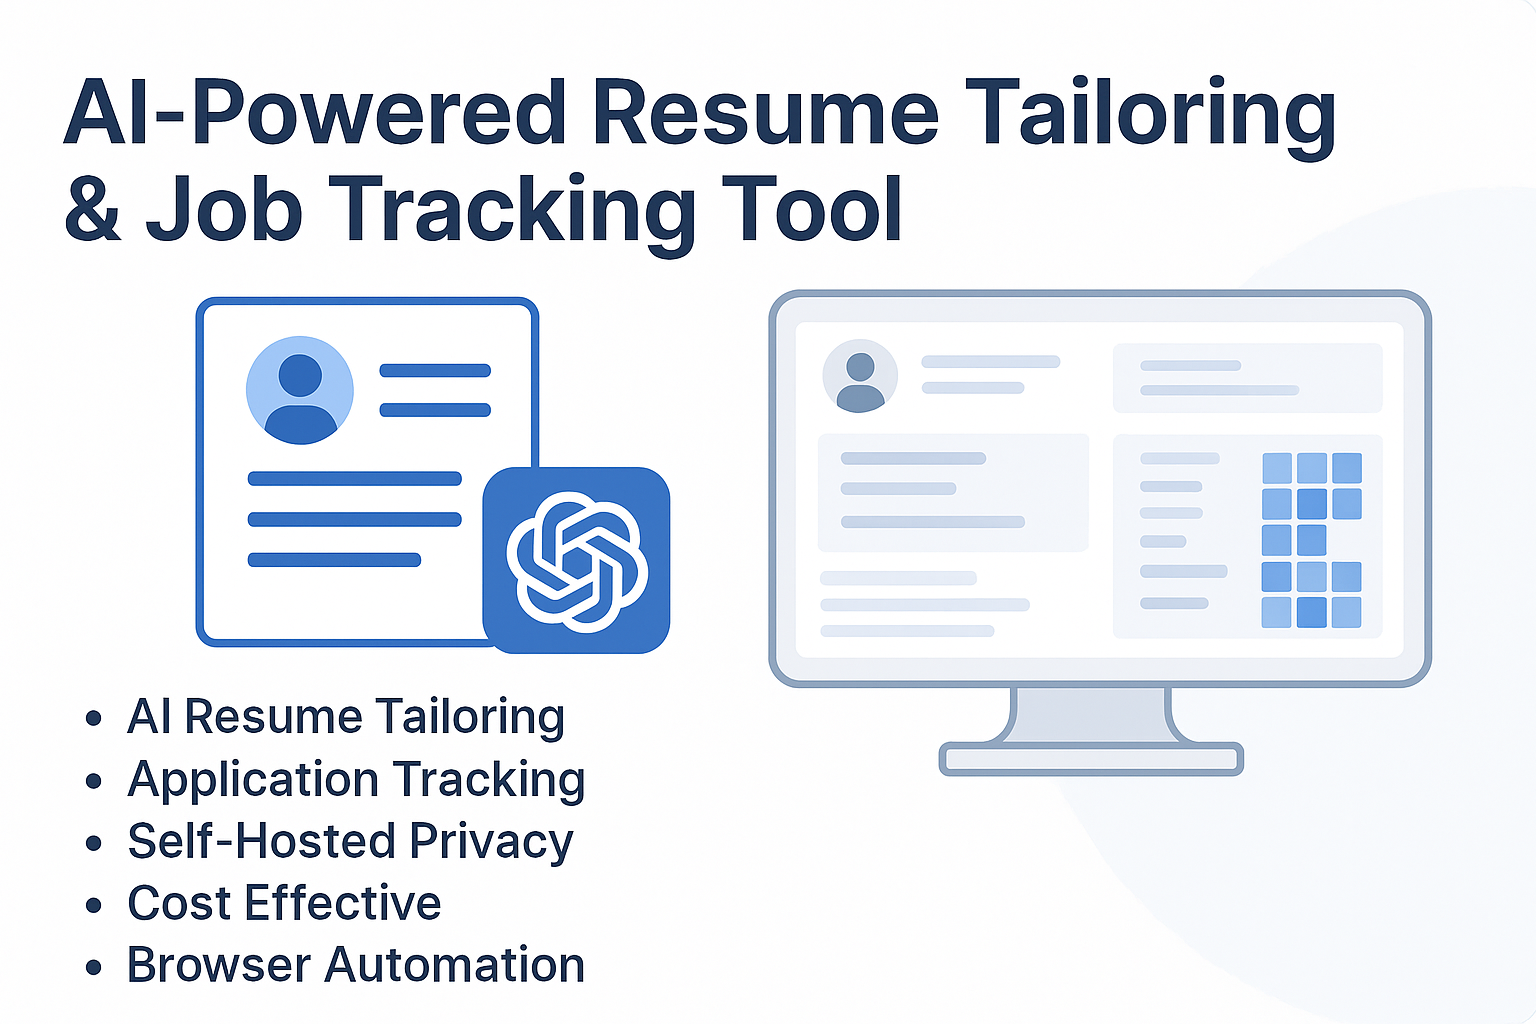 AI-Powered Resume Tailoring
& Job Tracking Tool
• AI Resume Tailoring
• Application Tracking
• Self-Hosted Privacy
• Cost Effective
• Browser Automation